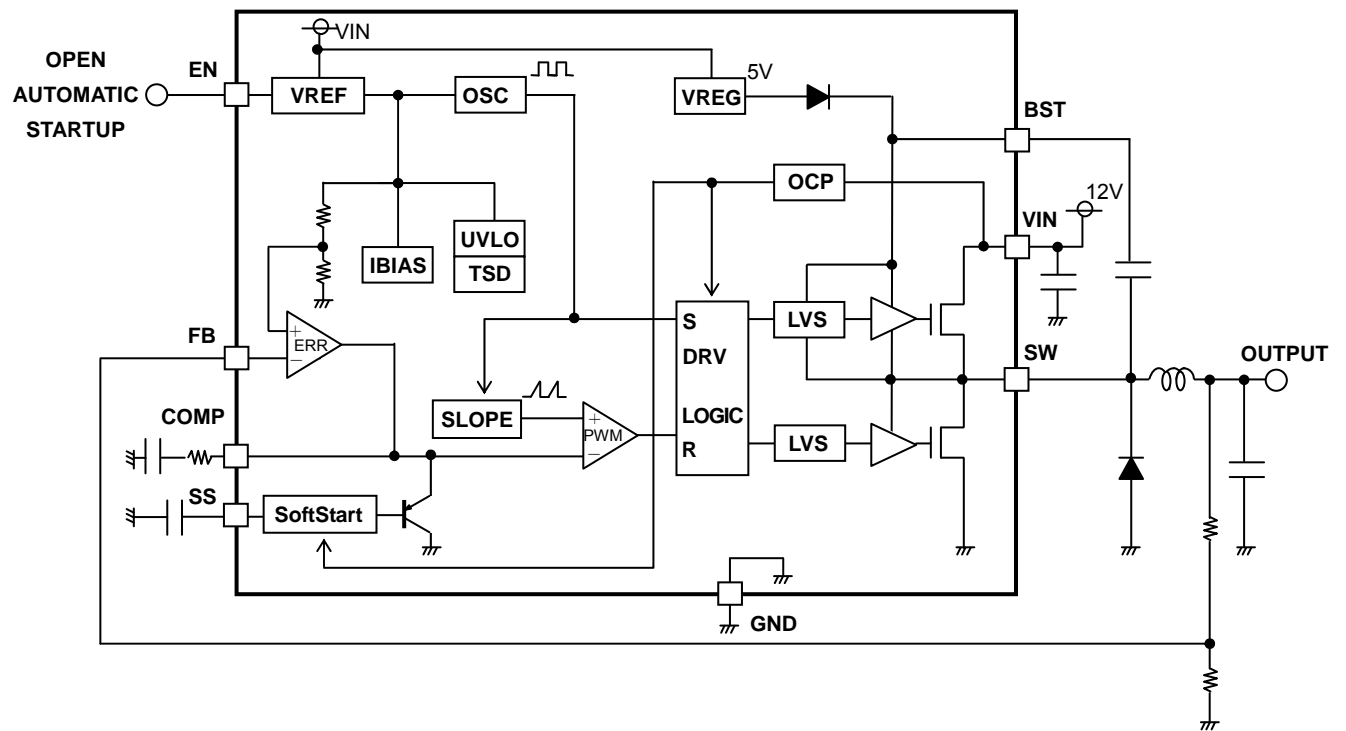 VIN
OPEN
AUTOMATIC
STARTUP
EN
VREF
OSC
5V
VREG
BST
OCP
12V
VIN
UVLO
TSD
IBIAS
LVS
S
DRV
LOGIC
R
FB
+
ERR
−
SW
OUTPUT
COMP
SLOPE
+
PWM
−
LVS
SS
SoftStart
GND